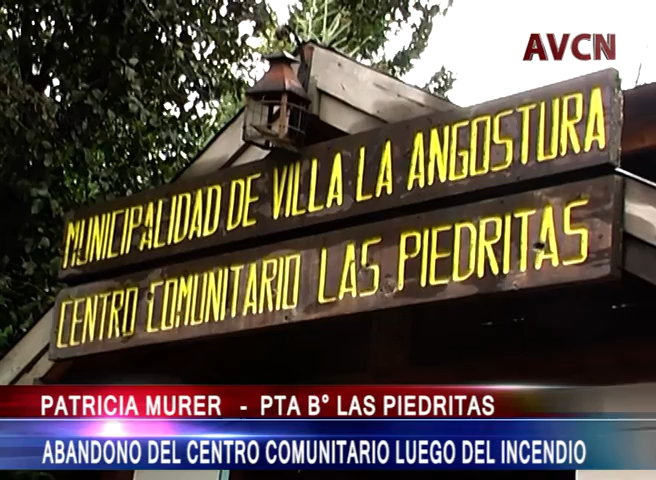 AVCN
MUNICIPALIDAD DE VILLA LA ANGOSTURA
CENTRO COMUNITARIO LAS PIEDRITAS
PATRICIA MURER - PTA B° LAS PIEDRITAS
ABANDONO DEL CENTRO COMUNITARIO LUEGO DEL INCENDIO